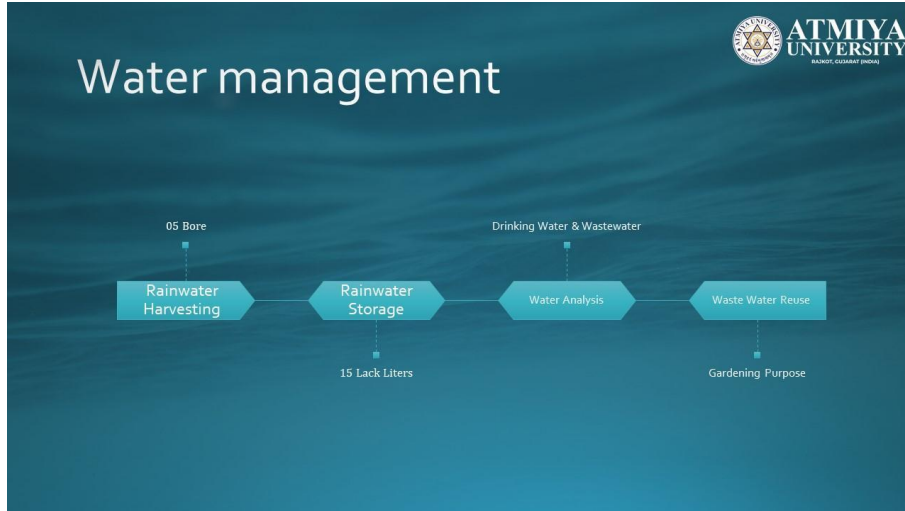 ATMIYA
UNIVERSITY
RAJKOT, GUJARAT (INDIA)
Water management
05 Bore
Drinking Water & Wastewater
Rainwater
Harvesting
Rainwater
Storage
Water Analysis
Waste Water Reuse
15 Lack Liters
Gardening Purpose